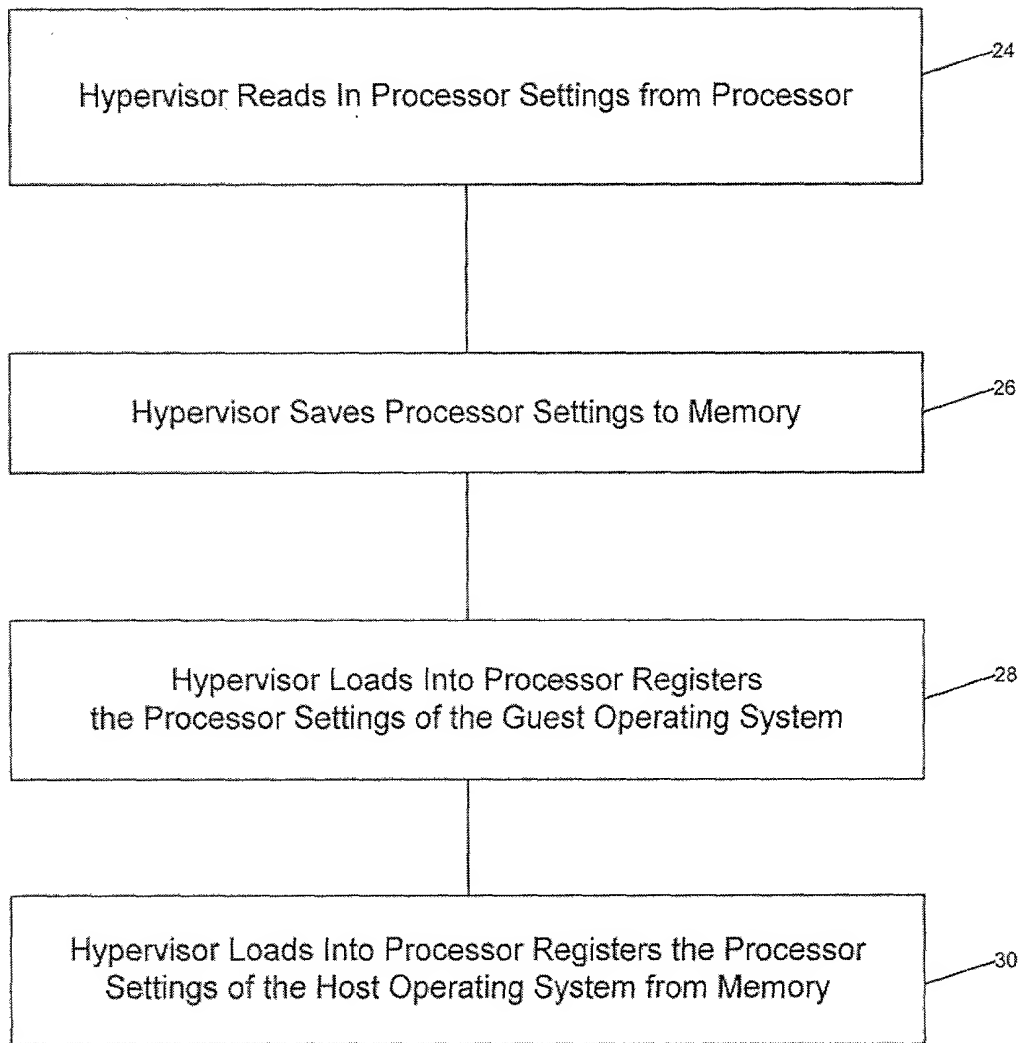 Hypervisor Reads In Processor Settings from Processor
24
Hypervisor Saves Processor Settings to Memory
26
Hypervisor Loads Into Processor Registers
the Processor Settings of the Guest Operating System
28
Hypervisor Loads Into Processor Registers the Processor
Settings of the Host Operating System from Memory
30